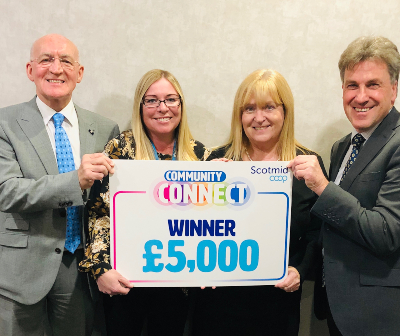 COMMUNITY
CONNECT
Scotmid
coop
WINNER
£5,000